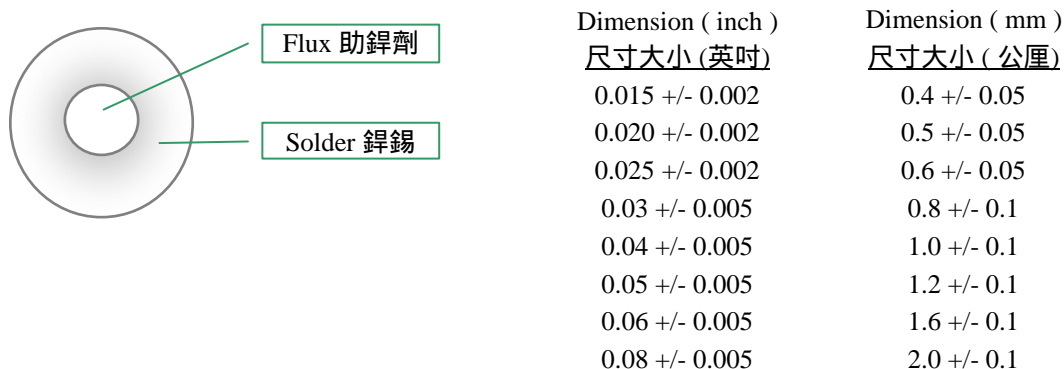 Flux 助銲劑
Solder 銲錫
Dimension ( inch ) Dimension ( mm )
尺寸大小 (英吋) 尺寸大小 ( 公厘)
0.015 +/- 0.002 0.4 +/- 0.05
0.020 +/- 0.002 0.5 +/- 0.05
0.025 +/- 0.002 0.6 +/- 0.05
0.03 +/- 0.005 0.8 +/- 0.1
0.04 +/- 0.005 1.0 +/- 0.1
0.05 +/- 0.005 1.2 +/- 0.1
0.06 +/- 0.005 1.6 +/- 0.1
0.08 +/- 0.005 2.0 +/- 0.1